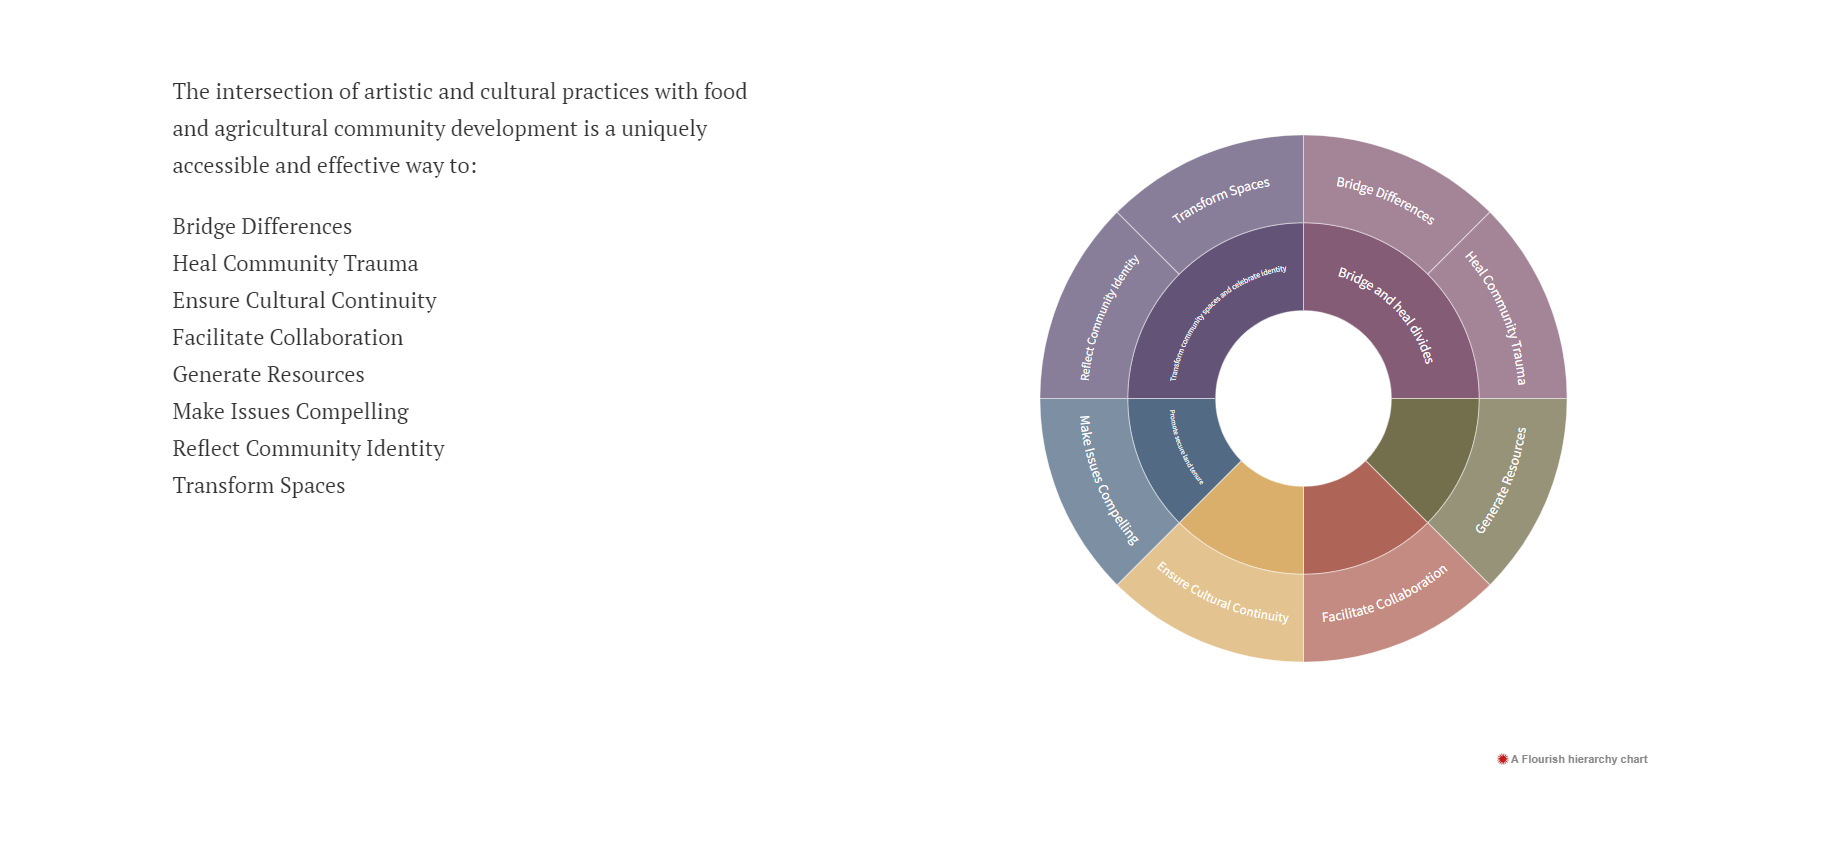 The intersection of artistic and cultural practices with food
and agricultural community development is a uniquely
accessible and effective way to:
Bridge Differences
Heal Community Trauma
Ensure Cultural Continuity
Facilitate Collaboration
Generate Resources
Make Issues Compelling
Reflect Community Identity
Transform Spaces
Transform Spaces
Bridge Differences
Reflect Community Identity
Transform community spaces and celebrate identity
Bridge and heal divides
Heal Community Trauma
Make Issues Compelling
Promote secure land tenure
Generate Resources
Ensure Cultural Continuity
Facilitate Collaboration
A Flourish hierarchy chart